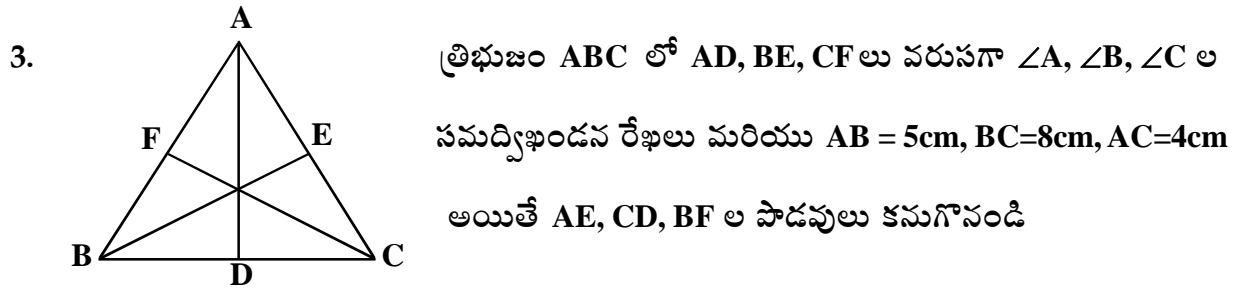 A
3. త్రిభుజం ABC లో AD, BE, CF లు వరుసగా ∠A, ∠B, ∠C ల
F E సమద్విఖండన రేఖలు మరియు AB = 5cm, BC=8cm, AC=4cm
అయితే AE, CD, BF ల పొడవులు కనుగొనండి
B C
D